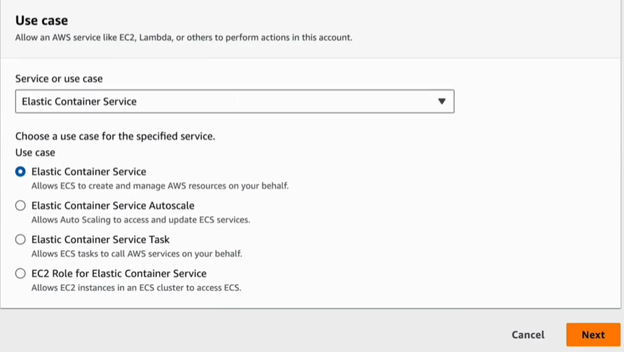 Use case
Allow an AWS service like EC2, Lambda, or others to perform actions in this account.
Service or use case
Elastic Container Service
Choose a use case for the specified service.
Use case
Elastic Container Service
Allows ECS to create and manage AWS resources on your behalf.
Elastic Container Service Autoscale
Allows Auto Scaling to access and update ECS services.
Elastic Container Service Task
Allows ECS tasks to call AWS services on your behalf.
EC2 Role for Elastic Container Service
Allows EC2 instances in an ECS cluster to access ECS.
Cancel Next